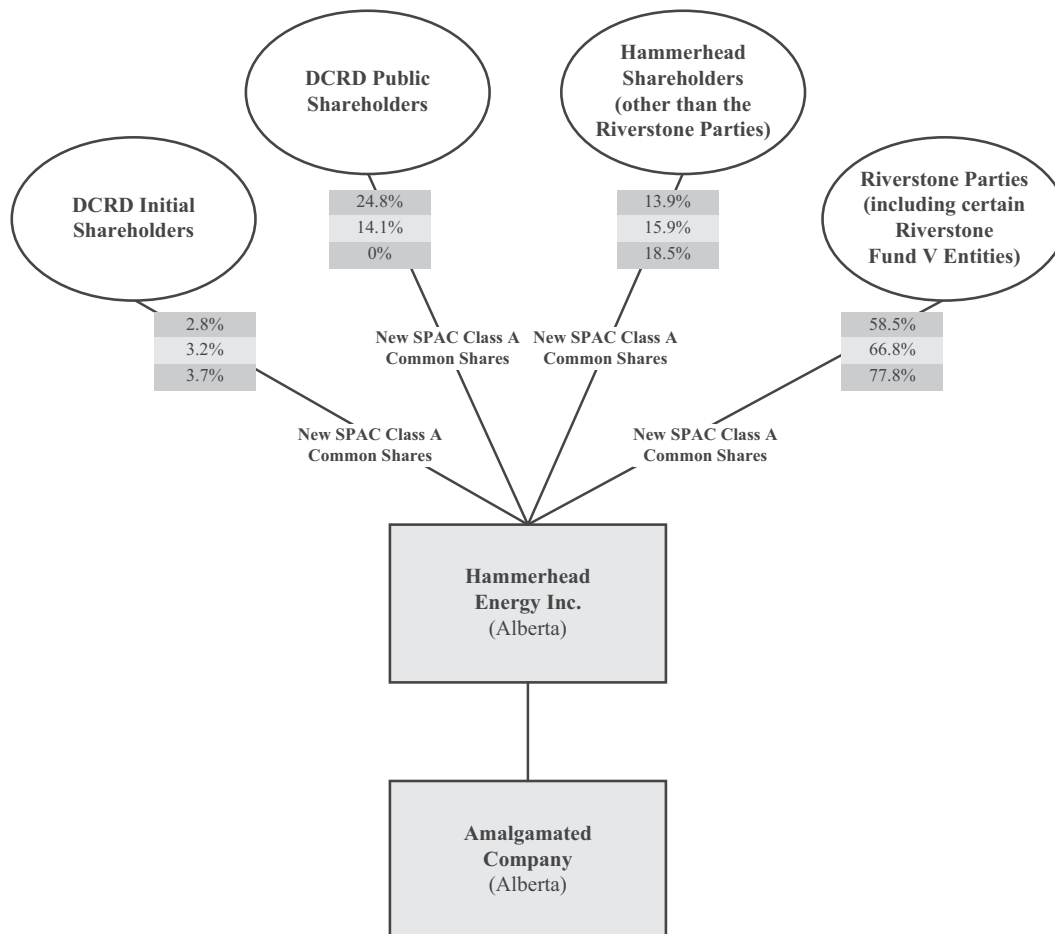 DCRD Initial
Shareholders
2.8%
3.2%
3.7%
New SPAC Class A
Common Shares
DCRD Public
Shareholders
24.8%
14.1%
0%
New SPAC Class A
Common Shares
Hammerhead
Shareholders
(other than the
Riverstone Parties)
13.9%
15.9%
18.5%
New SPAC Class A
Common Shares
Riverstone Parties
(including certain
Riverstone
Fund V Entities)
58.5%
66.8%
77.8%
New SPAC Class A
Common Shares
Hammerhead
Energy Inc.
(Alberta)
Amalgamated
Company
(Alberta)